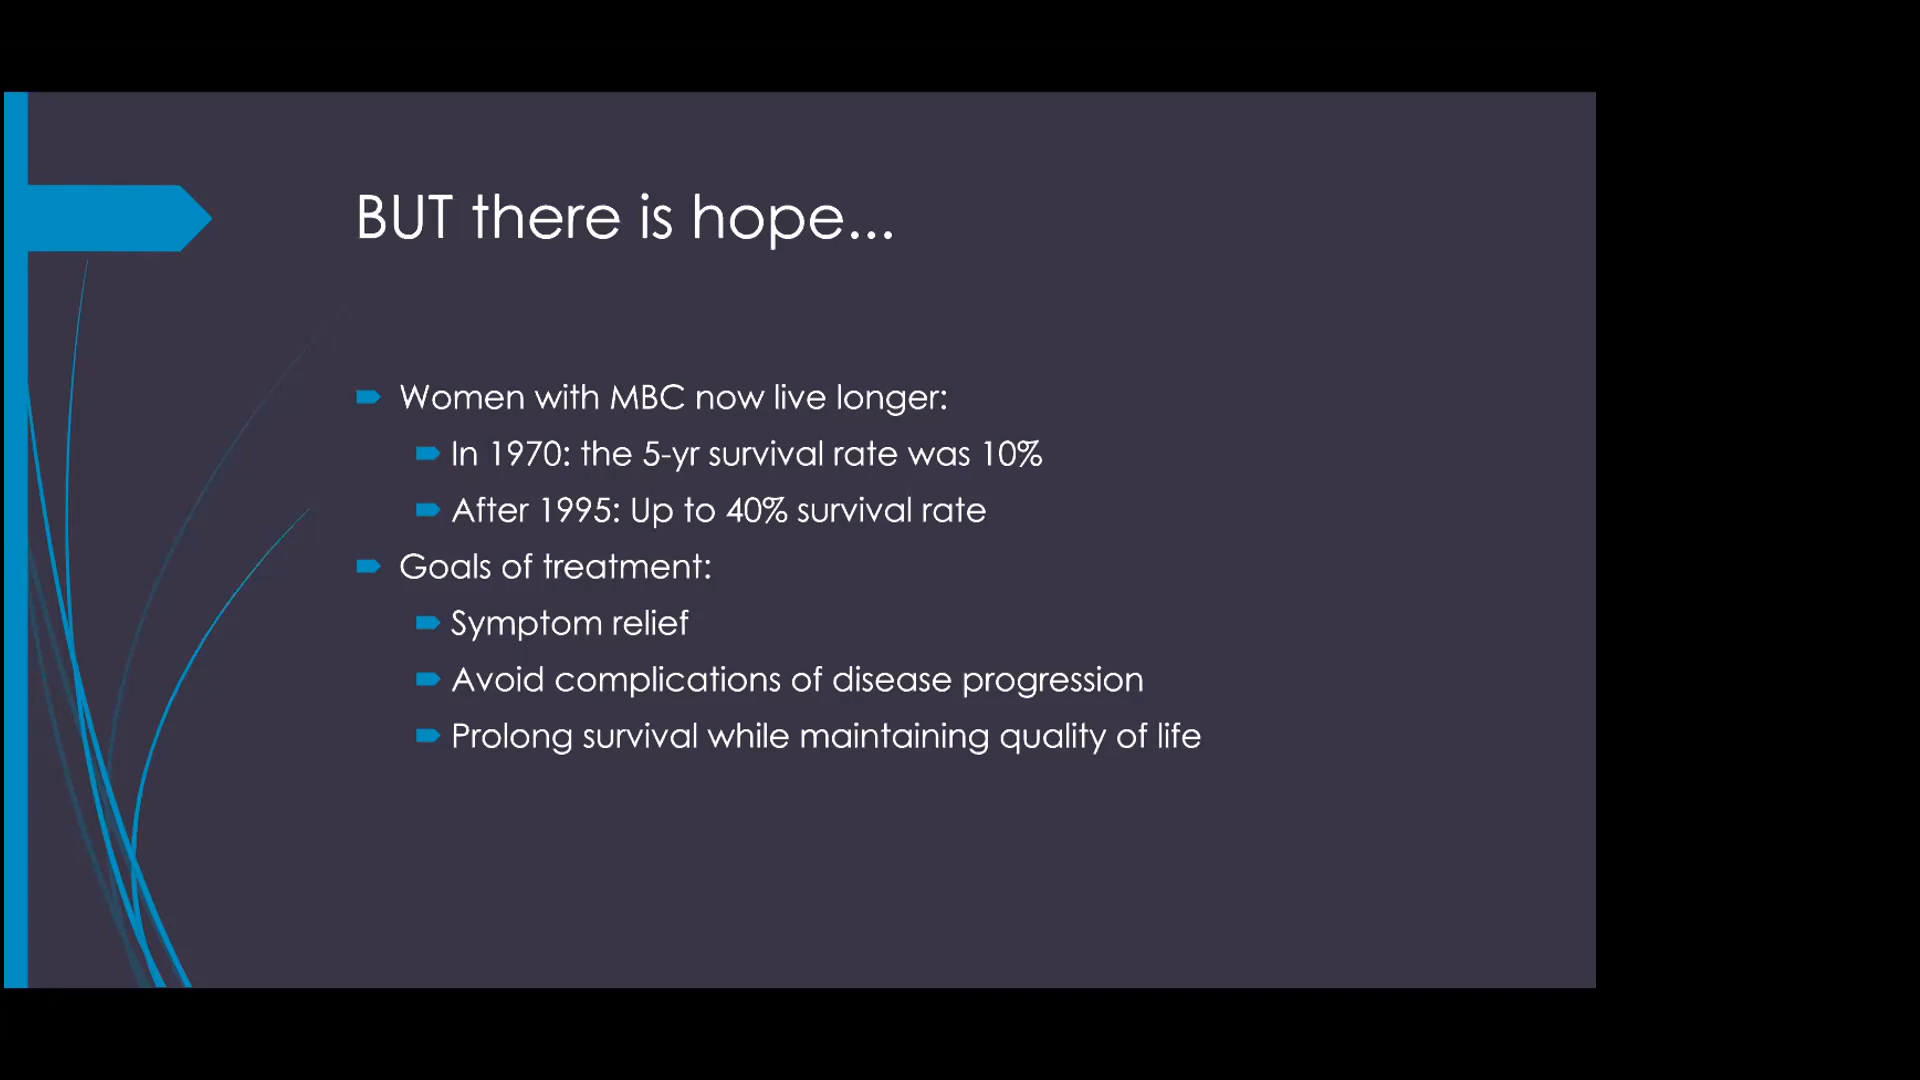 BUT there is hope...
Women with MBC now live longer:
In 1970: the 5-yr survival rate was 10%
After 1995: Up to 40% survival rate
Goals of treatment:
Symptom relief
Avoid complications of disease progression
Prolong survival while maintaining quality of life